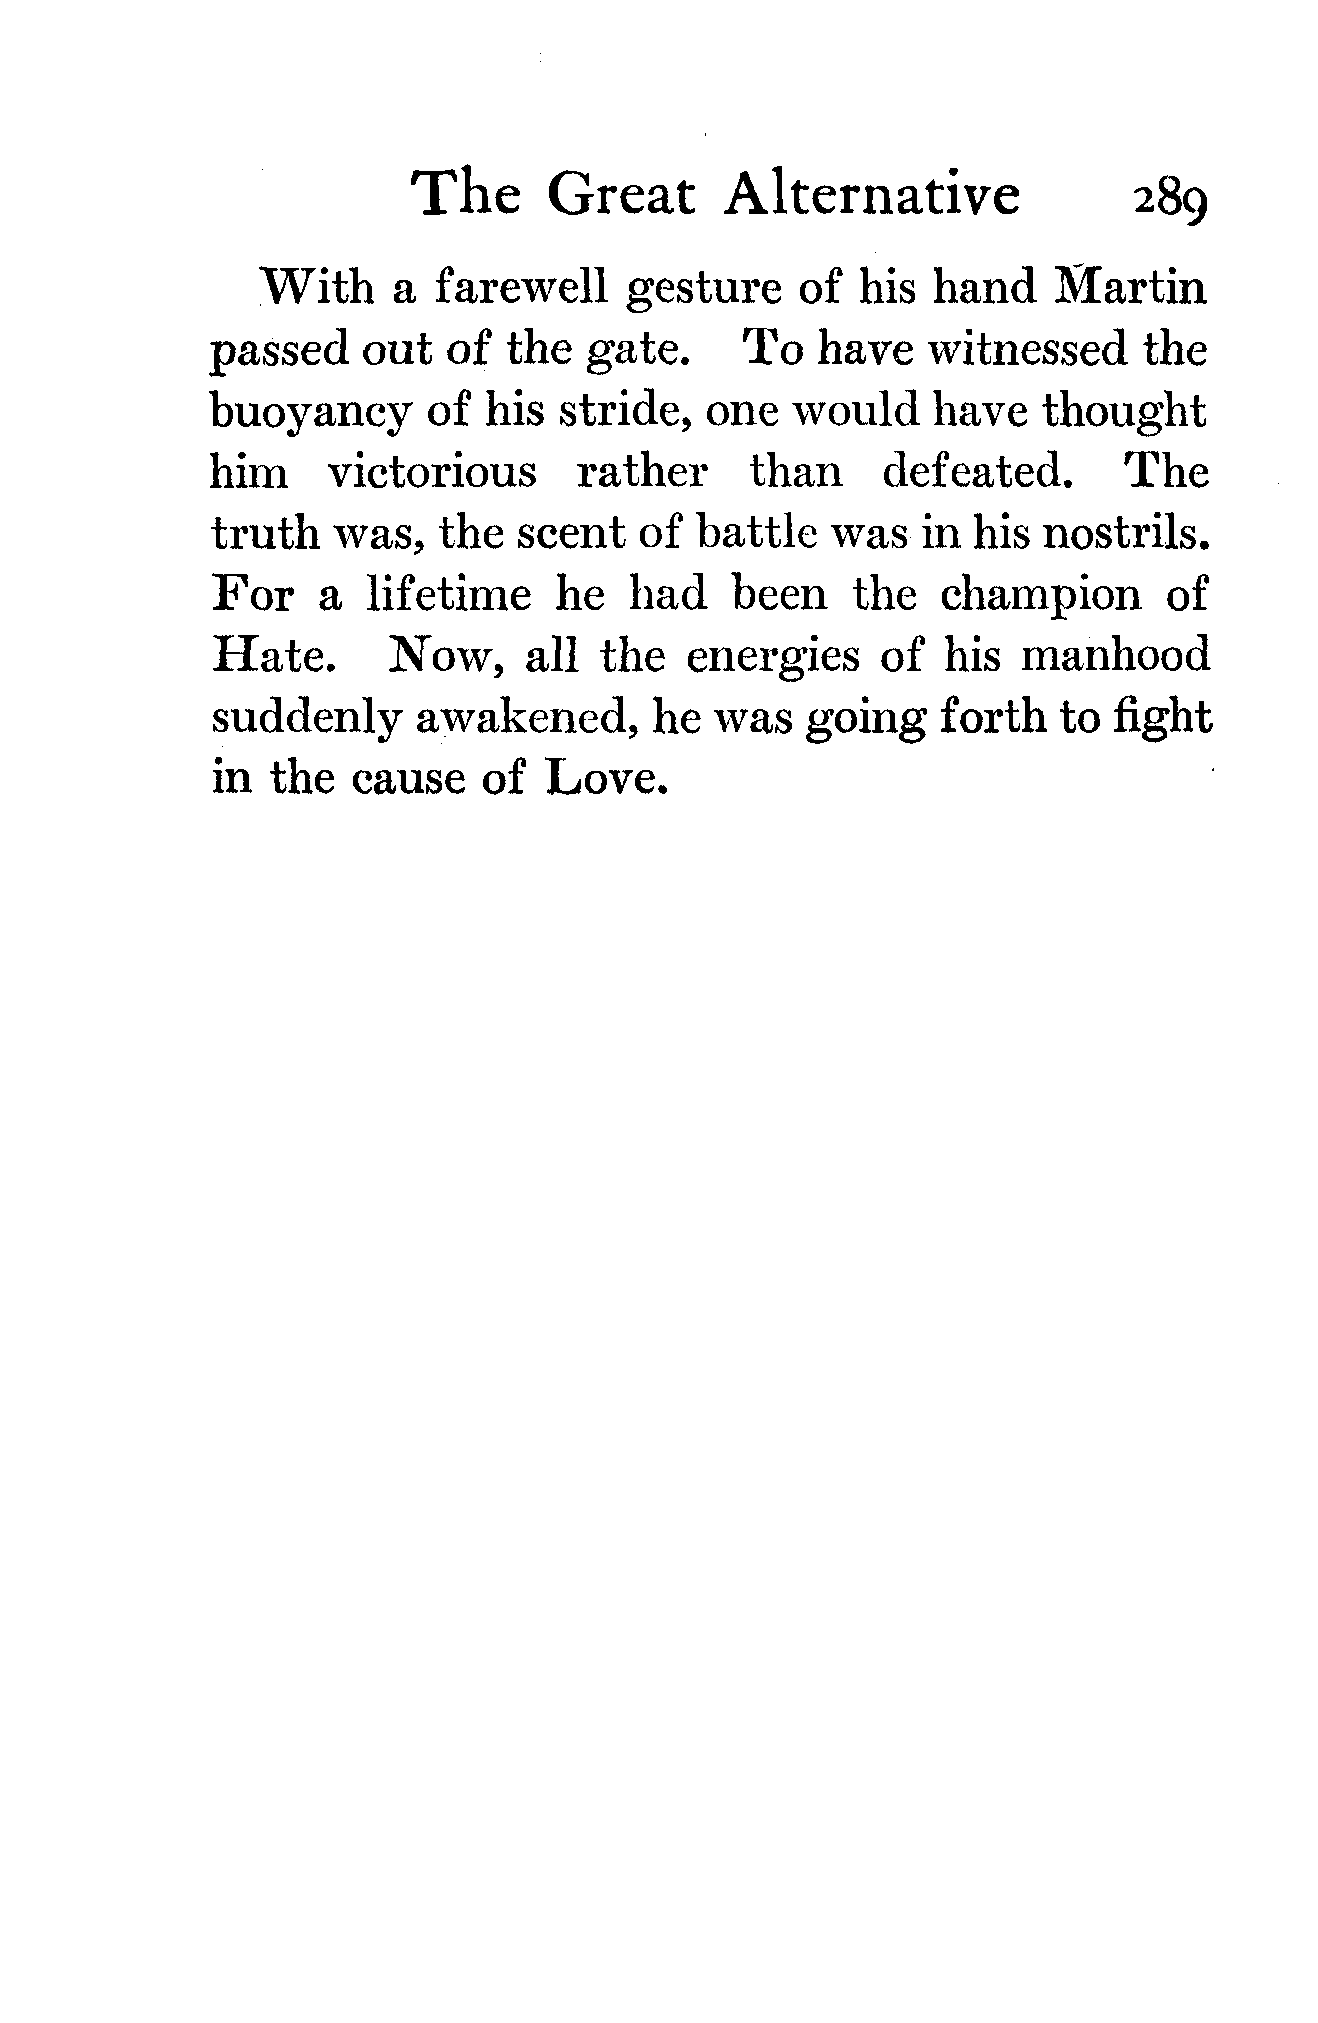 The Great Alternative 289
With a farewell gesture of his hand Martin
passed out of the gate. To have witnessed the
buoyancy of his stride, one would have thought
him victorious rather than defeated. The
truth was, the scent of battle was in his nostrils.
For a lifetime he had been the champion of
Hate. Now, all the energies of his manhood
suddenly awakened, he was going forth to fight
in the cause of Love.